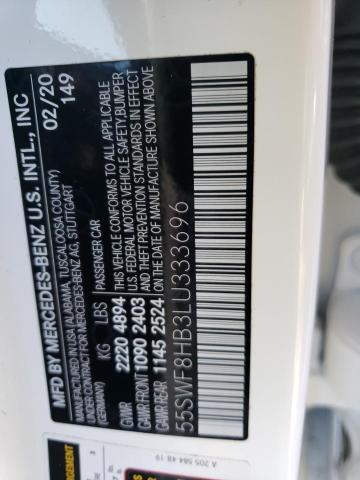 MFD BY MERCEDES-BENZ U.S. INTL., INC
PRODUCED IN USA (ALABAMA, TUSCALOOSA COUNTY)
UNDER CONTRACT FOR MERCEDES-BENZ AG, STUTTGART
(GERMANY)
02/20
149
KG LBS PASSENGER CAR
GVWR 2220 4894 THIS VEHICLE CONFORMS TO ALL APPLICABLE
GAWR FRONT 1090 2403 U.S. FEDERAL MOTOR VEHICLE SAFETY, BUMPER
GAWR REAR 1145 2524 AND THEFT PREVENTION STANDARDS IN EFFECT
ON THE DATE OF MANUFACTURE SHOWN ABOVE.
55SWF8HB3LU333696
A 205 584 48 19